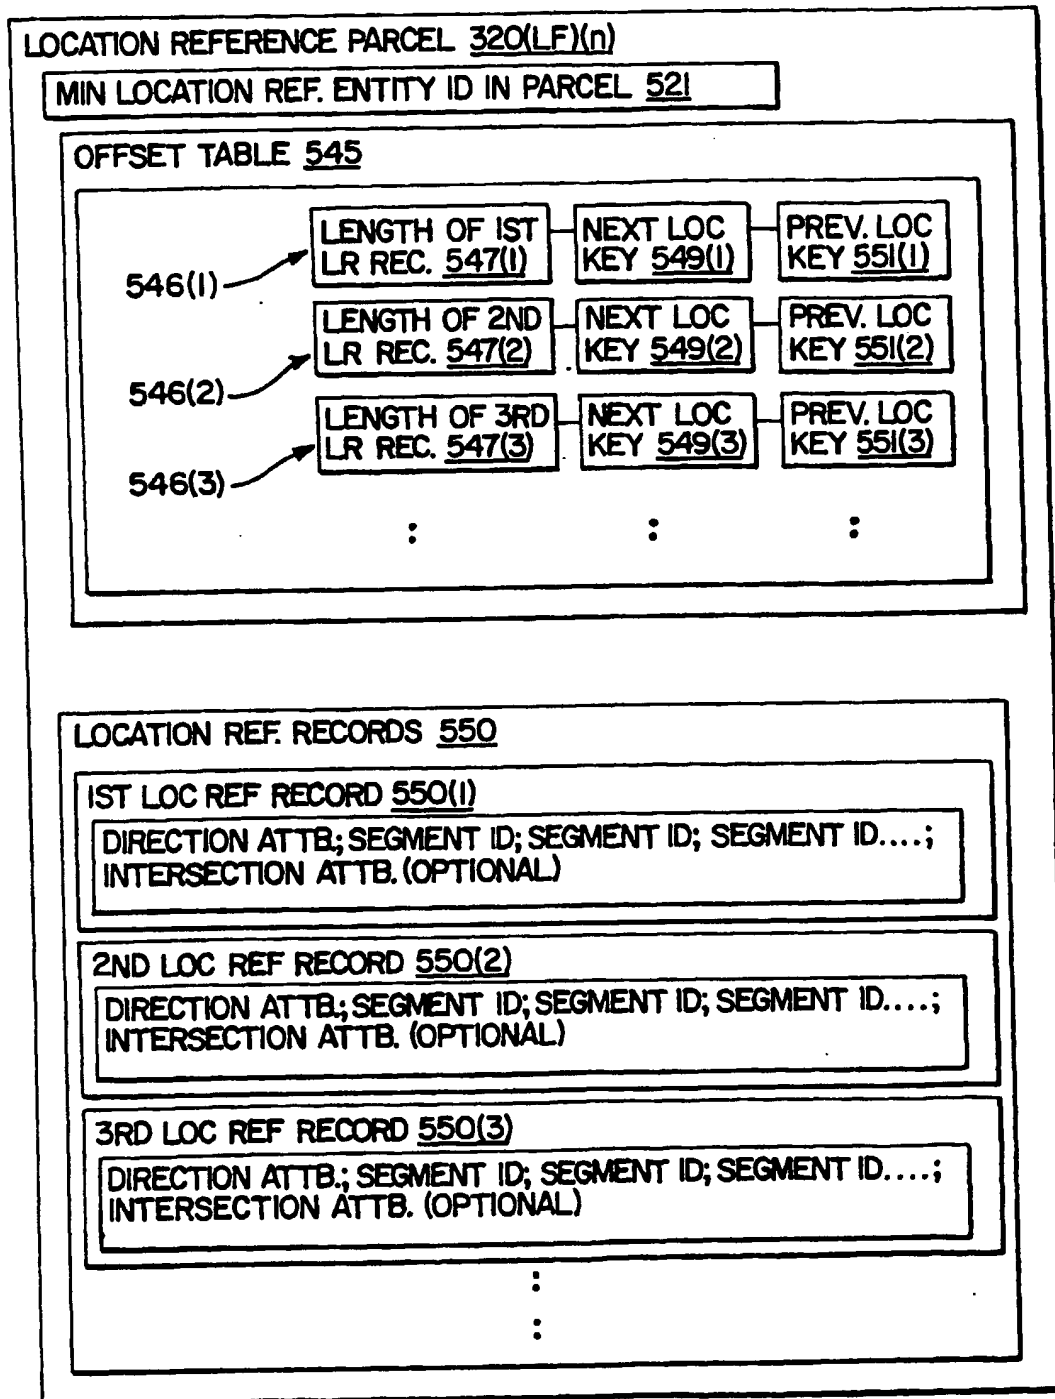 LOCATION REFERENCE PARCEL 320(LF)(n)
MIN LOCATION REF. ENTITY ID IN PARCEL 521
OFFSET TABLE 545
LENGTH OF 1ST LR REC. 547(1)
NEXT LOC KEY 549(1)
PREV. LOC KEY 551(1)
546(1)
LENGTH OF 2ND LR REC. 547(2)
NEXT LOC KEY 549(2)
PREV. LOC KEY 551(2)
546(2)
LENGTH OF 3RD LR REC. 547(3)
NEXT LOC KEY 549(3)
PREV. LOC KEY 551(3)
546(3)
LOCATION REF. RECORDS 550
1ST LOC REF RECORD 550(1)
DIRECTION ATTB.; SEGMENT ID; SEGMENT ID; SEGMENT ID....;
INTERSECTION ATTB. (OPTIONAL)
2ND LOC REF RECORD 550(2)
DIRECTION ATTB.; SEGMENT ID; SEGMENT ID; SEGMENT ID....;
INTERSECTION ATTB. (OPTIONAL)
3RD LOC REF RECORD 550(3)
DIRECTION ATTB.; SEGMENT ID; SEGMENT ID; SEGMENT ID....;
INTERSECTION ATTB. (OPTIONAL)